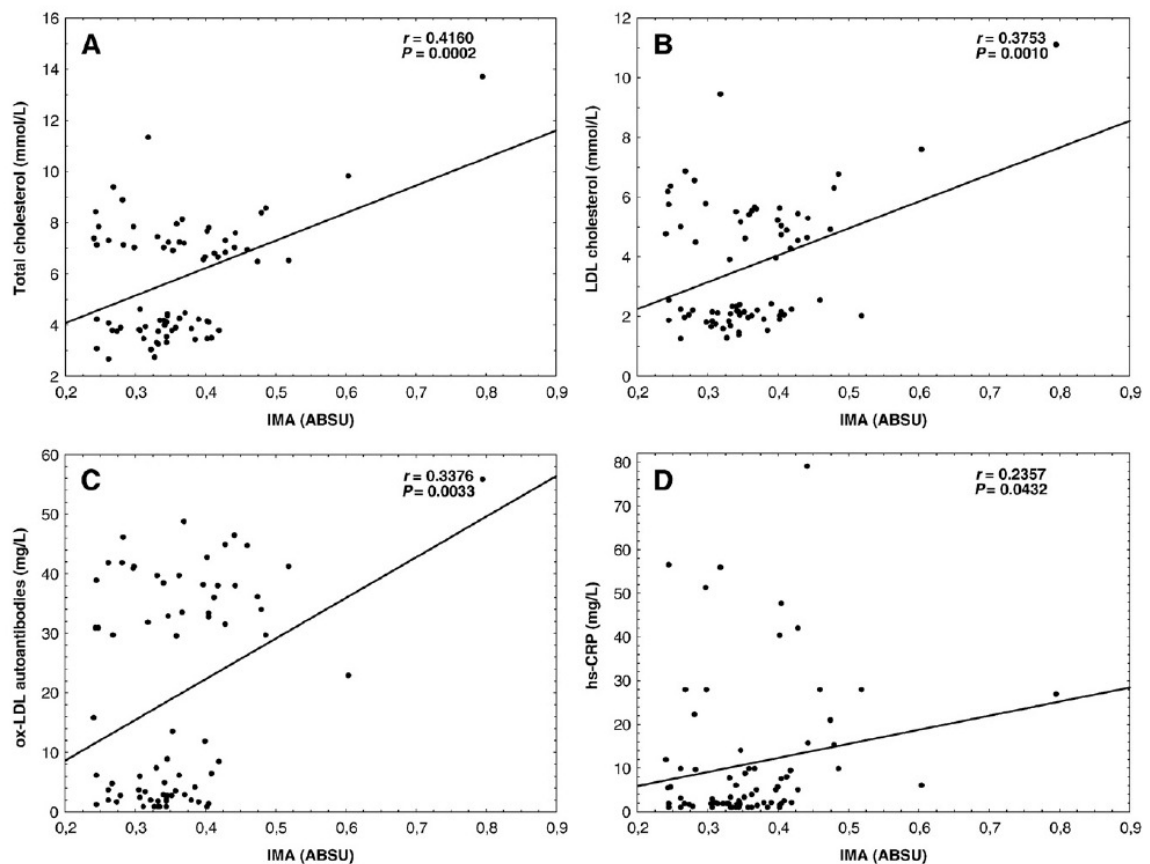 A
r = 0.4160
P = 0.0002
Total cholesterol (mmol/L)
16
14
12
10
8
6
4
2
0,2 0,3 0,4 0,5 0,6 0,7 0,8 0,9
IMA (ABSU)
B
r = 0.3753
P = 0.0010
LDL cholesterol (mmol/L)
12
10
8
6
4
2
0
0,2 0,3 0,4 0,5 0,6 0,7 0,8 0,9
IMA (ABSU)
C
r = 0.3376
P = 0.0033
ox-LDL autoantibodies (mg/L)
60
50
40
30
20
10
0
0,2 0,3 0,4 0,5 0,6 0,7 0,8 0,9
IMA (ABSU)
D
r = 0.2357
P = 0.0432
hs-CRP (mg/L)
80
70
60
50
40
30
20
10
0
0,2 0,3 0,4 0,5 0,6 0,7 0,8 0,9
IMA (ABSU)